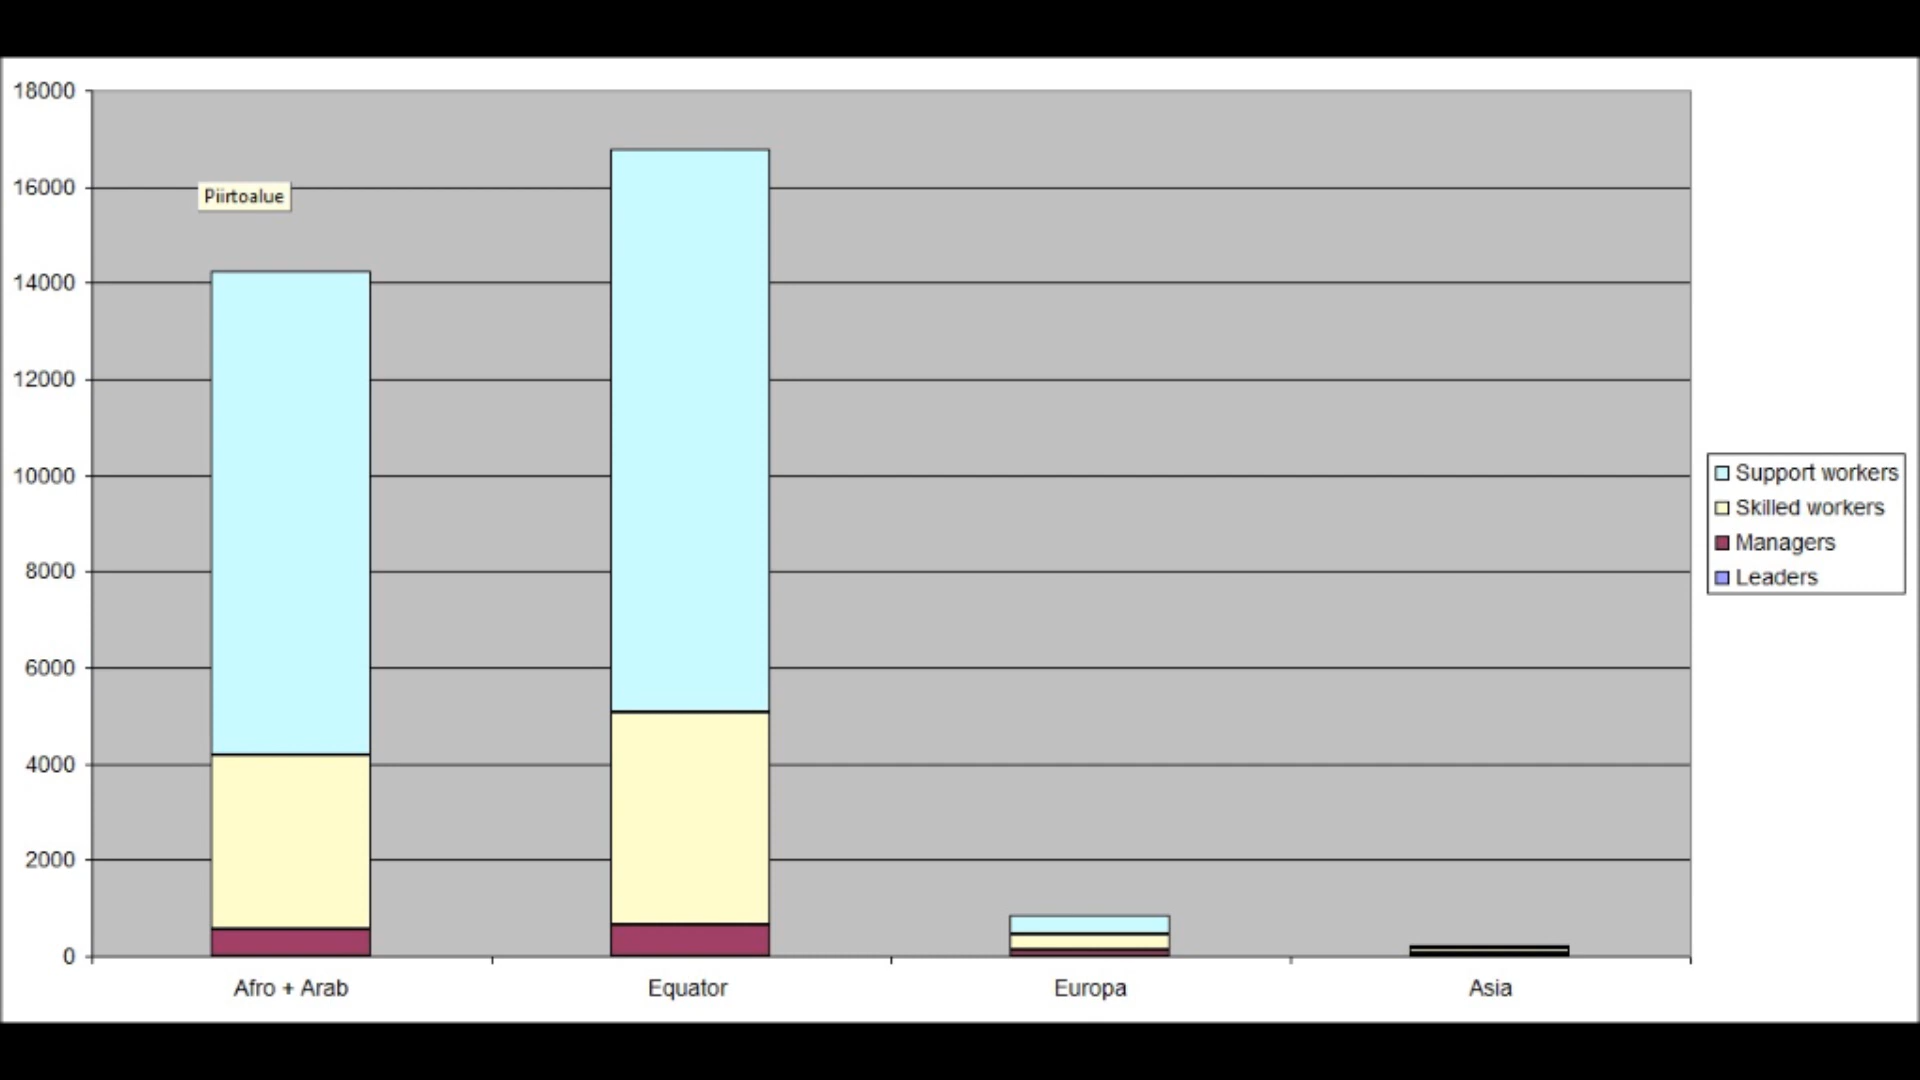 18000
16000
Piirtoalue
14000
12000
10000
8000
6000
4000
2000
0
Support workers
Skilled workers
Managers
Leaders
Afro + Arab
Equator
Europa
Asia